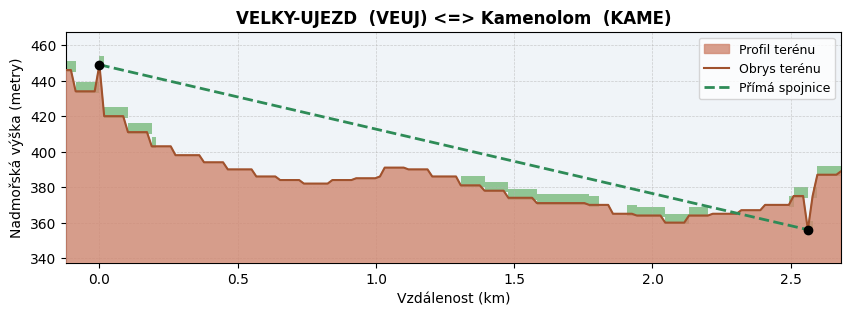 VELKY-UJEZD (VEUJ) <=> Kamenolom (KAME)
Nadmořská výška (metry)
460
440
420
400
380
360
340
Profil terénu
Obrys terénu
Přímá spojnice
0.0
0.5
1.0
1.5
2.0
2.5
Vzdálenost (km)